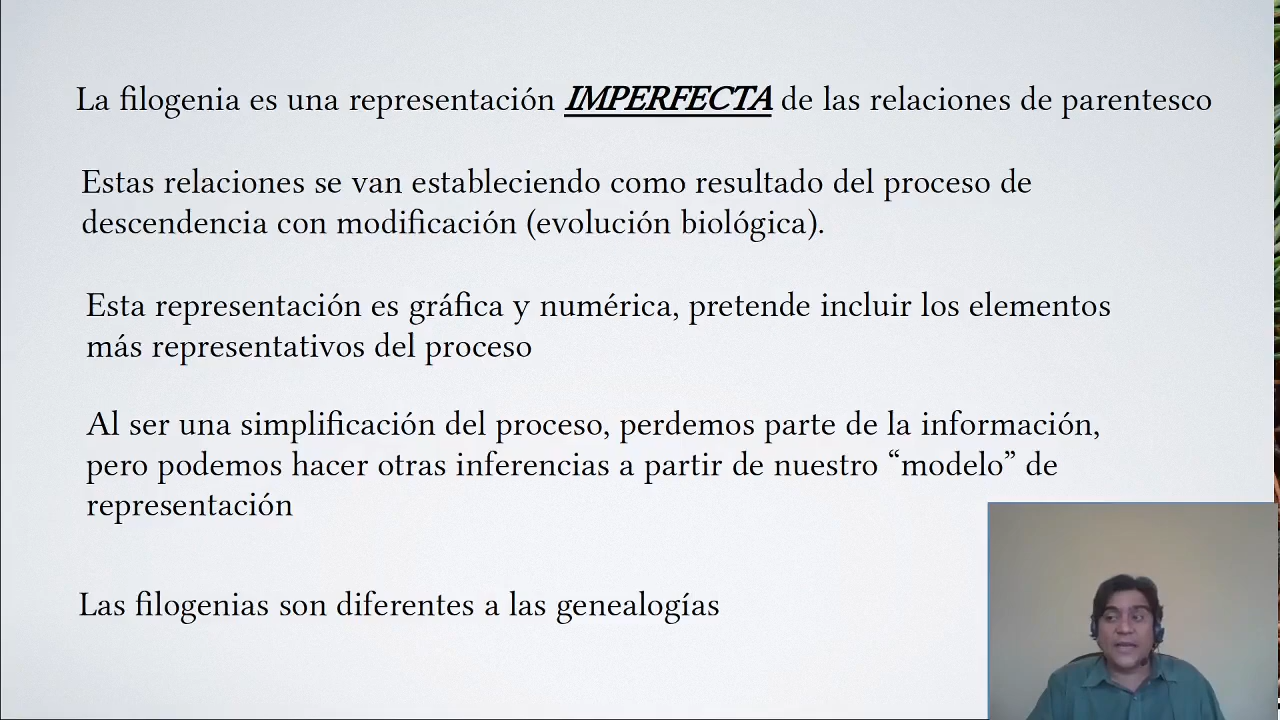 La filogenia es una representación IMPERFECTA de las relaciones de parentesco
Estas relaciones se van estableciendo como resultado del proceso de
descendencia con modificación (evolución biológica).
Esta representación es gráfica y numérica, pretende incluir los elementos
más representativos del proceso
Al ser una simplificación del proceso, perdemos parte de la información,
pero podemos hacer otras inferencias a partir de nuestro “modelo” de
representación
Las filogenias son diferentes a las genealogías